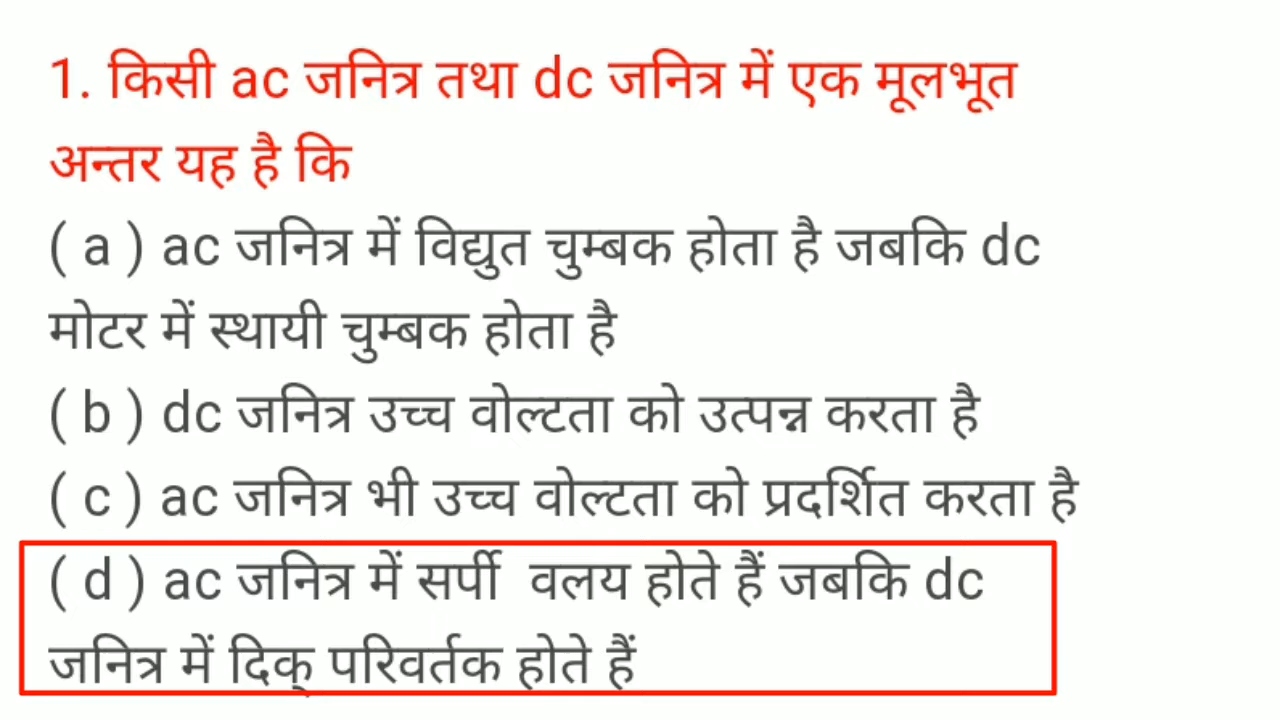 1. किसी ac जनित्र तथा dc जनित्र में एक मूलभूत
अन्तर यह है कि
( a ) ac जनित्र में विद्युत चुम्बक होता है जबकि dc
मोटर में स्थायी चुम्बक होता है
( b ) dc जनित्र उच्च वोल्टता को उत्पन्न करता है
( c ) ac जनित्र भी उच्च वोल्टता को प्रदर्शित करता है
( d ) ac जनित्र में सर्पी वलय होते हैं जबकि dc
जनित्र में दिक् परिवर्तक होते हैं